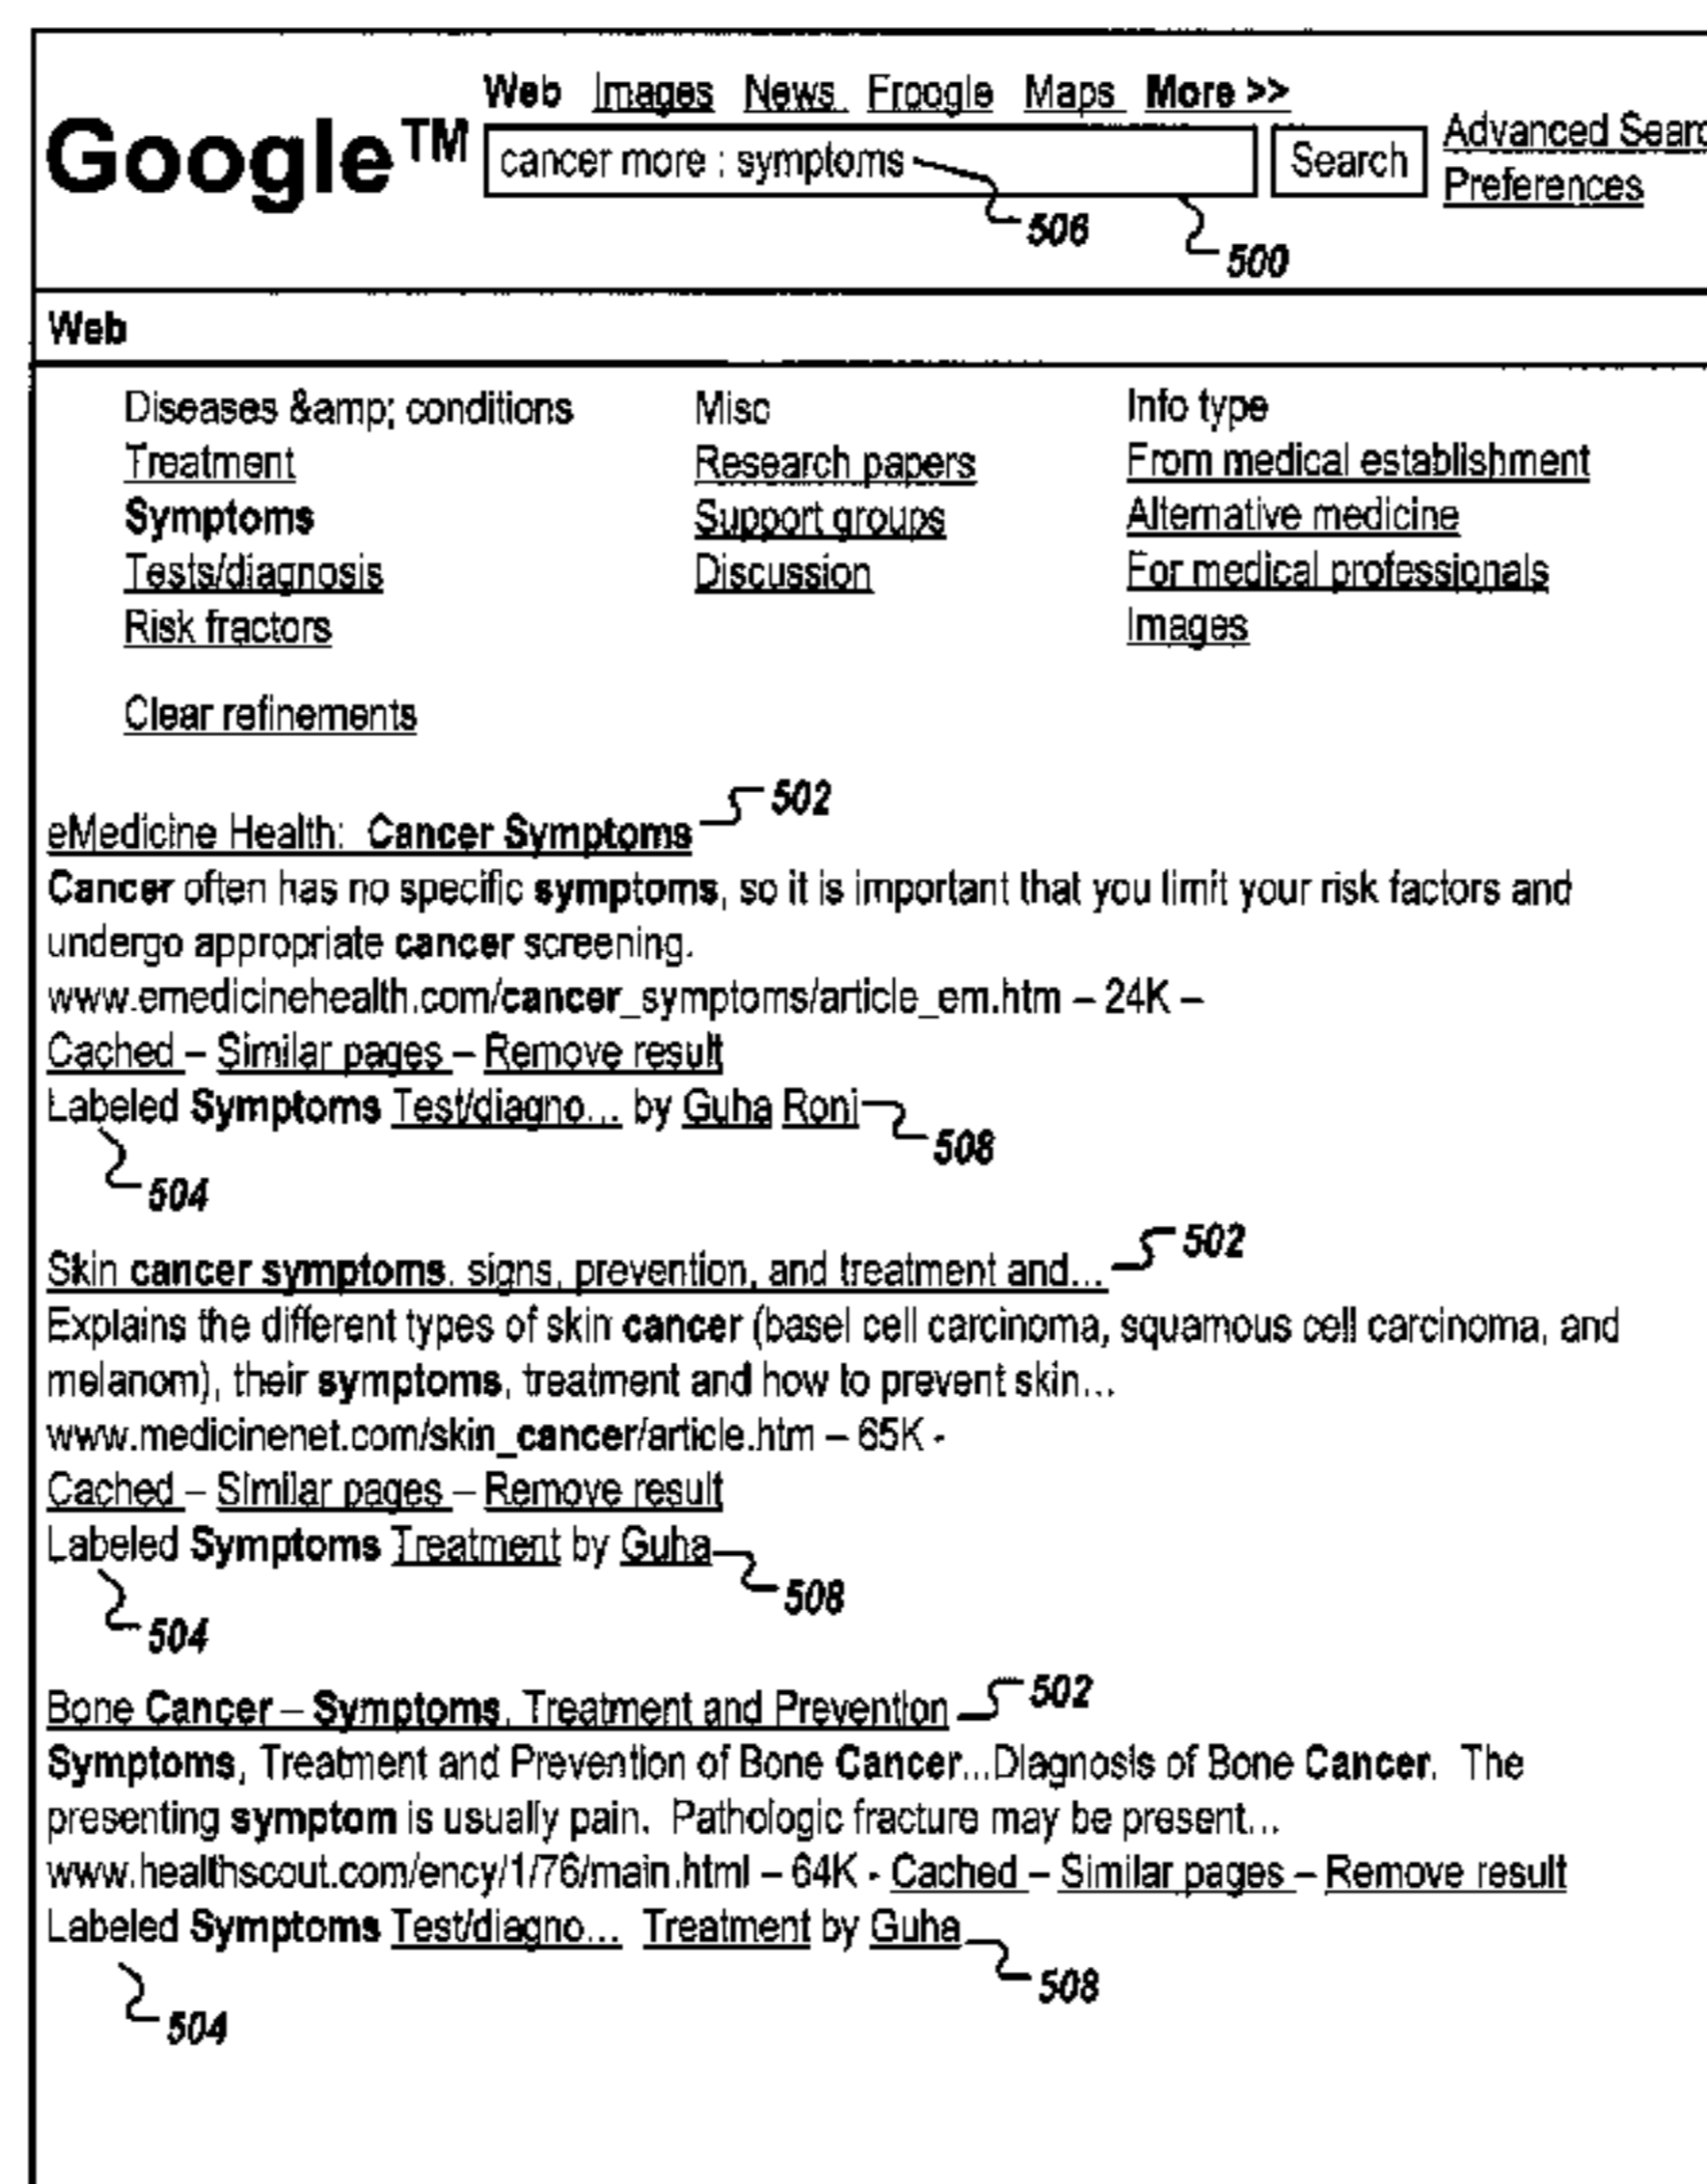 Web Images News Froogle Maps More >>
Google™ cancer more : symptoms Search Advanced Searc
Preferences
506
500
Web
Diseases &amp; conditions Misc Info type
Treatment Research papers From medical establishment
Symptoms Support groups Alternative medicine
Tests/diagnosis Discussion For medical professionals
Risk fractors Images
Clear refinements
eMedicine Health: Cancer Symptoms 502
Cancer often has no specific symptoms, so it is important that you limit your risk factors and
undergo appropriate cancer screening.
www.emedicinehealth.com/cancer_symptoms/article_em.htm – 24K –
Cached – Similar pages – Remove result
Labeled Symptoms Test/diagno... by Guha Roni 508
504
Skin cancer symptoms. signs, prevention, and treatment and... 502
Explains the different types of skin cancer (basel cell carcinoma, squamous cell carcinoma, and
melanom), their symptoms, treatment and how to prevent skin...
www.medicinenet.com/skin_cancer/article.htm – 65K -
Cached – Similar pages – Remove result
Labeled Symptoms Treatment by Guha 508
504
Bone Cancer – Symptoms, Treatment and Prevention 502
Symptoms, Treatment and Prevention of Bone Cancer...Diagnosis of Bone Cancer. The
presenting symptom is usually pain. Pathologic fracture may be present...
www.healthscout.com/ency/1/76/main.html – 64K - Cached – Similar pages – Remove result
Labeled Symptoms Test/diagno... Treatment by Guha 508
504